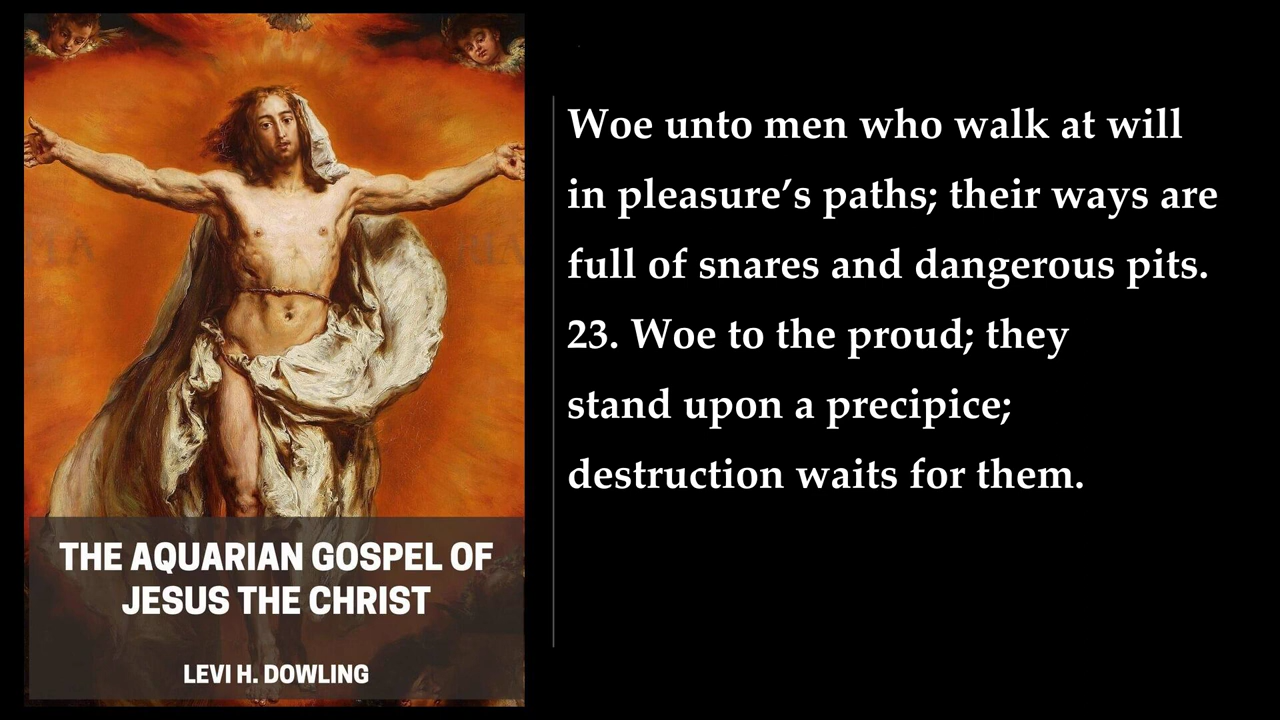 THE AQUARIAN GOSPEL OF
JESUS THE CHRIST
LEVI H. DOWLING
Woe unto men who walk at will
in pleasure’s paths; their ways are
full of snares and dangerous pits.
23. Woe to the proud; they
stand upon a precipice;
destruction waits for them.